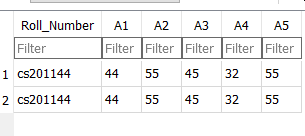 Roll_Number A1 A2 A3 A4 A5
Filter Filter Filter Filter Filter Filter
1 cs201144 44 55 45 32 55
2 cs201144 44 55 45 32 55